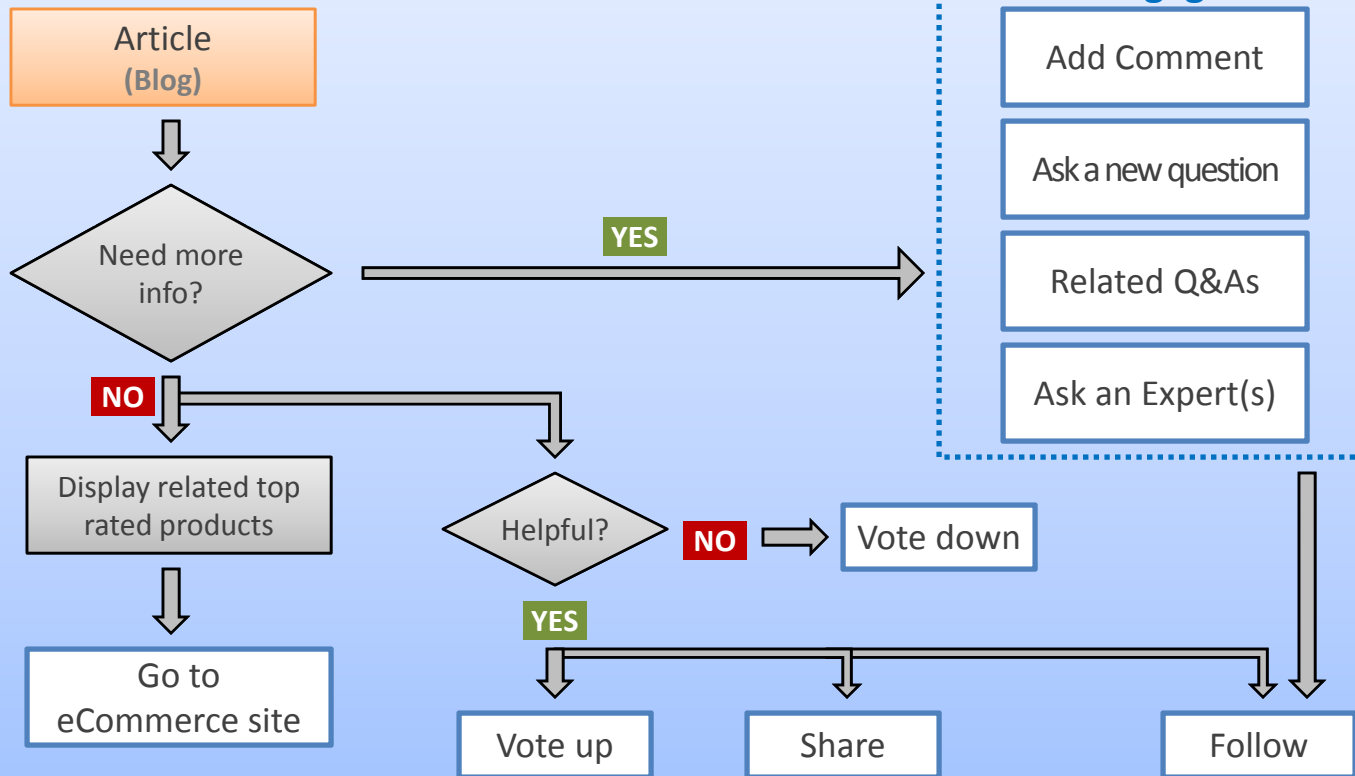 Article
(Blog)
Add Comment
Ask a new question
Need more
info?
YES
Related Q&As
NO
Ask an Expert(s)
Display related top
rated products
Helpful?
NO
Vote down
YES
Go to
eCommerce site
Vote up
Share
Follow